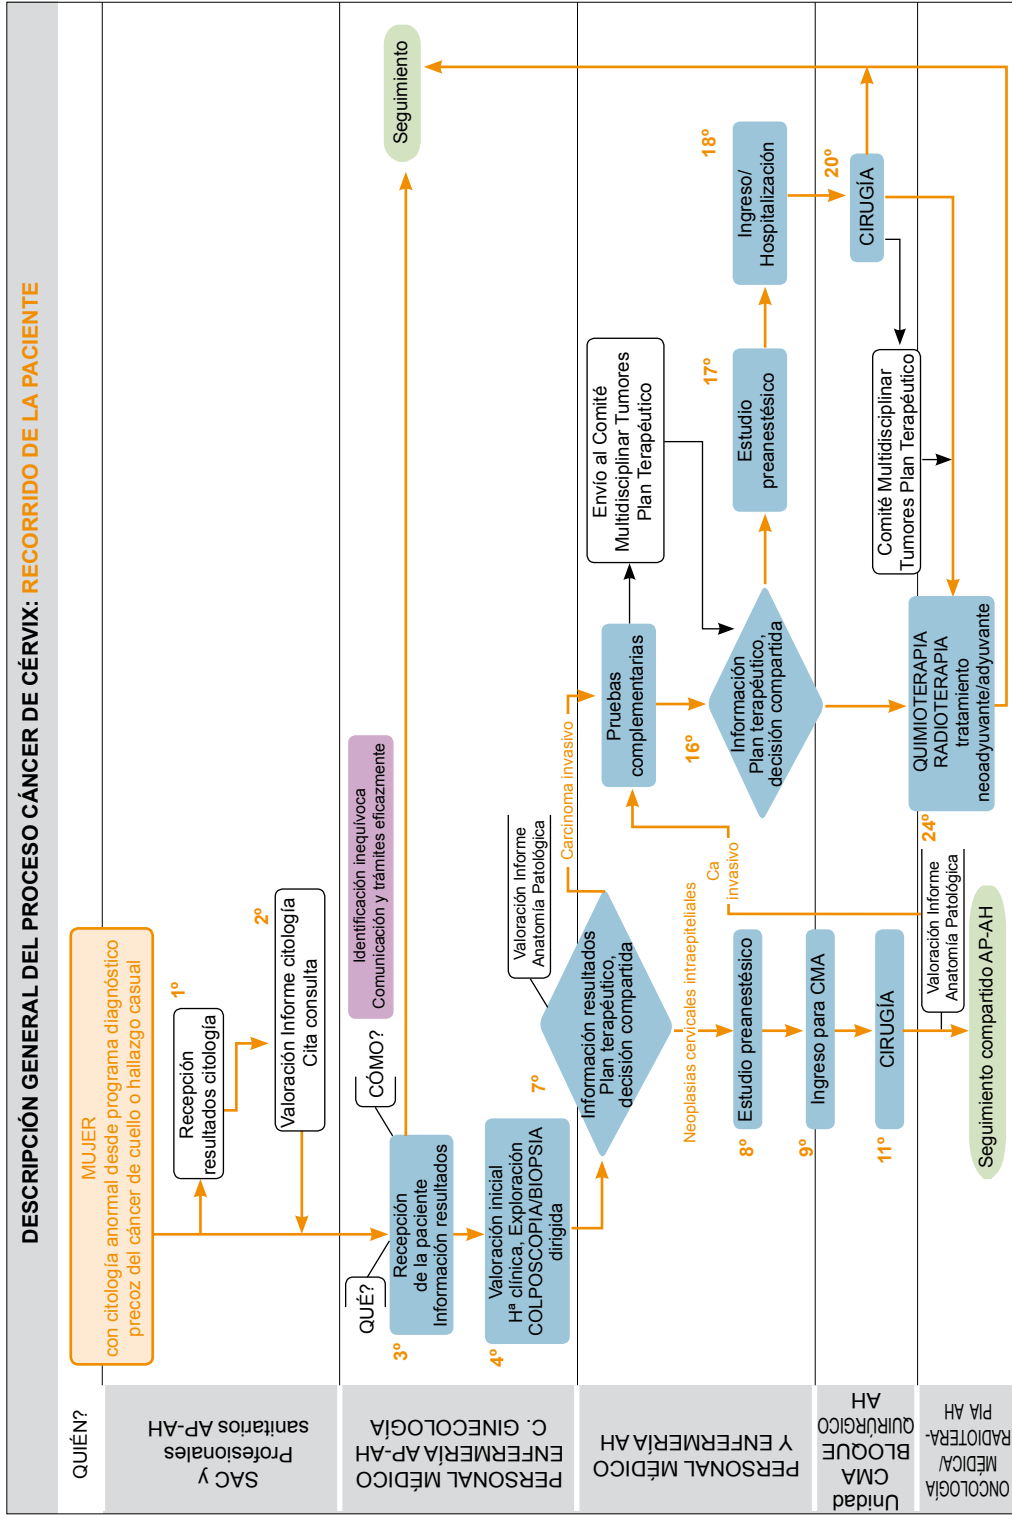 DESCRIPCIÓN GENERAL DEL PROCESO CÁNCER DE CÉRVIX: RECORRIDO DE LA PACIENTE
QUIÉN?
MUJER
con citología anormal desde programa diagnóstico
precoz del cáncer de cuello o hallazgo casual
SAC y
Profesionales
sanitarios AP-AH
1º
Recepción
resultados citología
2º
Valoración Informe citología
Cita consulta
PERSONAL MÉDICO
ENFERMERÍA AP-AH
C. GINECOLOGÍA
QUÉ?
CÓMO?
Identificación inequívoca
Comunicación y trámites eficazmente
Seguimiento
3º
Recepción
de la paciente
Información resultados
4º
Valoración inicial
Hª clínica, Exploración
COLPOSCOPIA/BIOPSIA
dirigida
PERSONAL MÉDICO
Y ENFERMERÍA AH
7º
Valoración Informe
Anatomía Patológica
Información resultados
Plan terapéutico,
decisión compartida
Carcinoma invasivo
Neoplasias cervicales intraepiteliales
Pruebas
complementarias
Envío al Comité
Multidisciplinar Tumores
Plan Terapéutico
16º
Información
Plan terapéutico,
decisión compartida
17º
Estudio
preanestésico
18º
Ingreso/
Hospitalización
Ca
invasivo
8º
Estudio preanestésico
9º
Ingreso para CMA
Unidad
CMA
BLOQUE
QUIRÚRGICO
AH
11º
CIRUGÍA
20º
CIRUGÍA
Comité Multidisciplinar
Tumores Plan Terapéutico
ONCOLOGÍA
MÉDICA/
RADIOTERA-
PIA AH
Valoración Informe
Anatomía Patológica
24º
QUIMIOTERAPIA
RADIOTERAPIA
tratamiento
neoadyuvante/adyuvante
Seguimiento compartido AP-AH